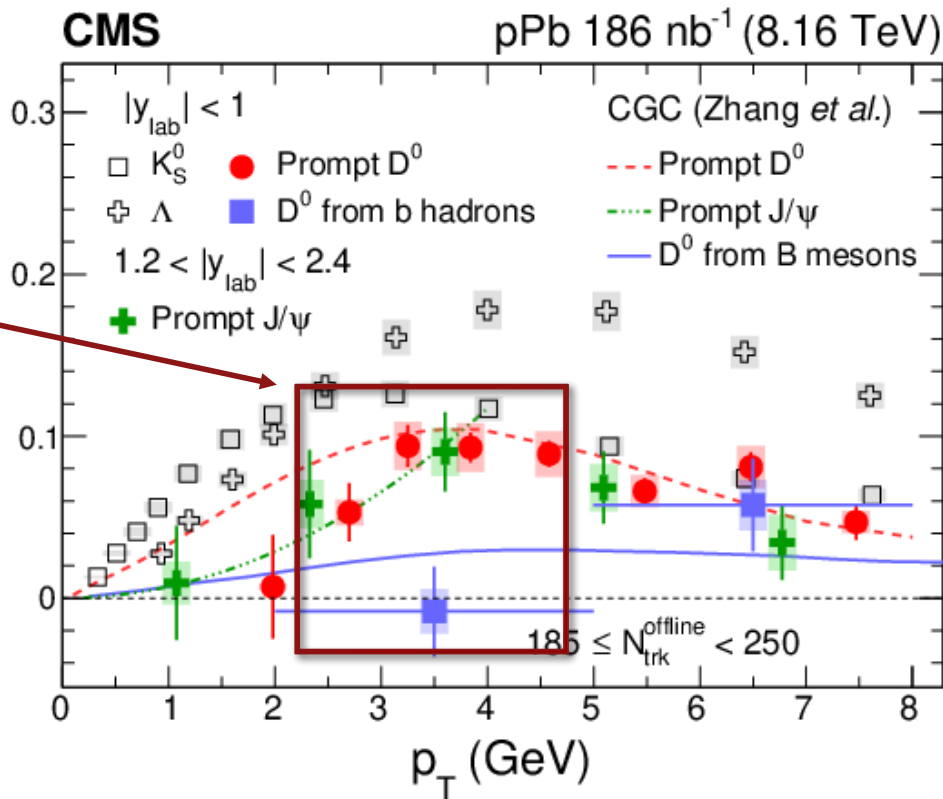 CMS pPb 186 nb⁻¹ (8.16 TeV)
|y_lab| < 1
K⁰_S Prompt D⁰
Λ D⁰ from b hadrons
1.2 < |y_lab| < 2.4
Prompt J/ψ
CGC (Zhang et al.)
Prompt D⁰
Prompt J/ψ
D⁰ from B mesons
0.3
0.2
0.1
0
185 ≤ N_trk^offline < 250
0 1 2 3 4 5 6 7 8
p_T (GeV)